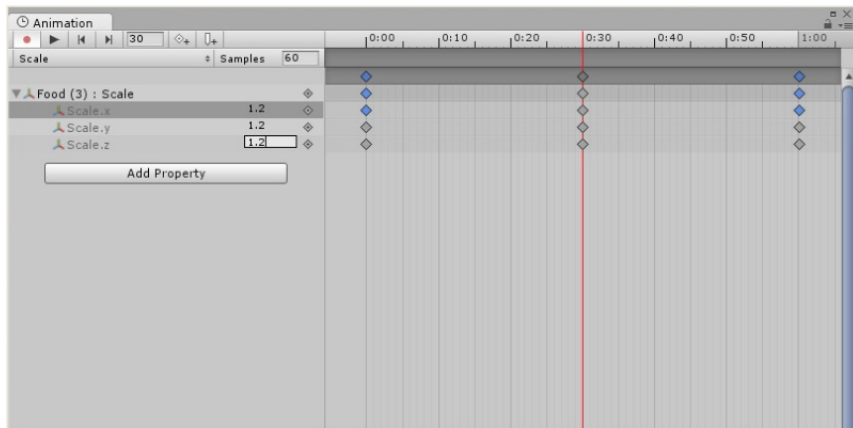 Animation
30 0:00 0:10 0:20 0:30 0:40 0:50 1:00
Scale Samples 60
Food (3) : Scale
Scale.x 1.2
Scale.y 1.2
Scale.z 1.2
Add Property